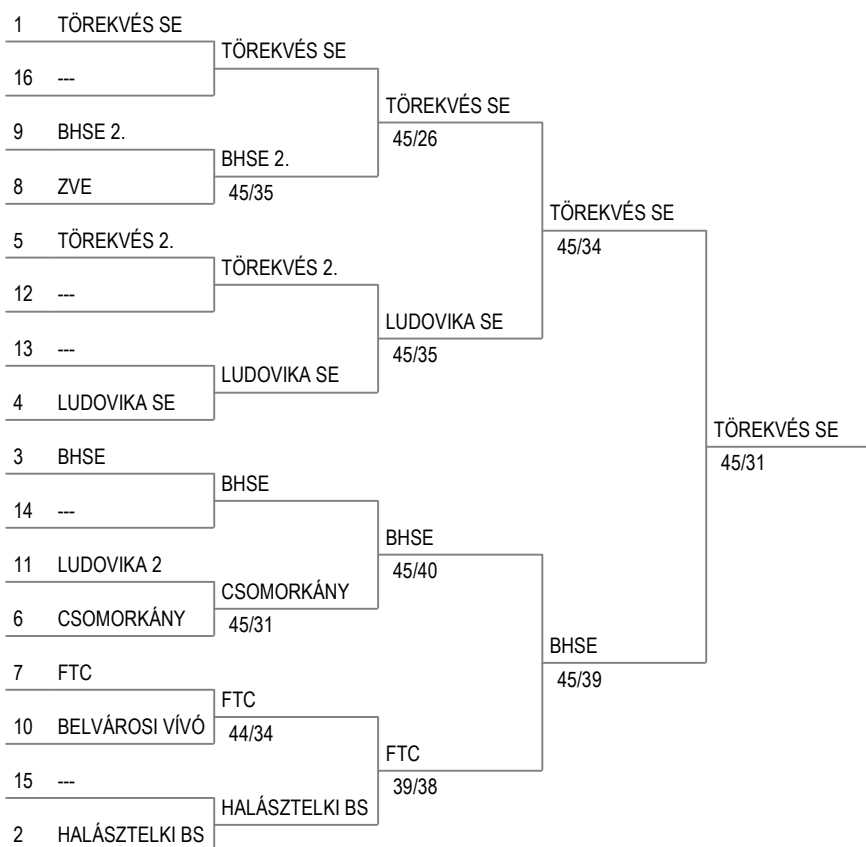 1 TÖREKVÉS SE
16 ---
9 BHSE 2.
8 ZVE
5 TÖREKVÉS 2.
12 ---
13 ---
4 LUDOVIKA SE
3 BHSE
14 ---
11 LUDOVIKA 2
6 CSOMORKÁNY
7 FTC
10 BELVÁROSI VÍVÓ
15 ---
2 HALÁSZTELKI BS
TÖREKVÉS SE
BHSE 2.
45/35
TÖREKVÉS 2.
LUDOVIKA SE
BHSE
CSOMORKÁNY
45/31
FTC
44/34
HALÁSZTELKI BS
TÖREKVÉS SE
45/26
LUDOVIKA SE
45/35
BHSE
45/40
FTC
39/38
TÖREKVÉS SE
45/34
BHSE
45/39
TÖREKVÉS SE
45/31